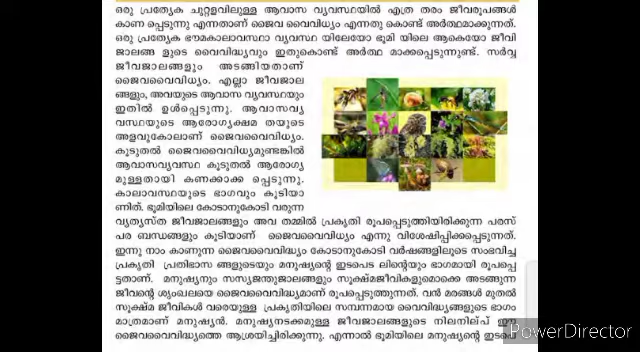 ഒരു പ്രത്യേക ചുറ്റളവിലുള്ള ആവാസ വ്യവസ്ഥയിൽ എത്ര തരം ജീവരൂപങ്ങൾ
കാണ പ്പെടുന്നു എന്നതാണ് ജൈവ വൈവിധ്യം എന്നതു കൊണ്ട് അർത്ഥമാക്കുന്നത്.
ഒരു പ്രത്യേക ഭൗമകാലാവസ്ഥാ വ്യവസ്ഥ യിലേയോ ഭൂമി യിലെ ആകെയോ ജീവി
ജാലങ്ങ ളുടെ വൈവിദ്ധ്യവും ഇതുകൊണ്ട് അർത്ഥ മാക്കപ്പെടുന്നുണ്ട്. സർവ്വ
ജീവജാലങ്ങളും അടങ്ങിയതാണ്
ജൈവവൈവിദ്ധ്യം. എല്ലാ ജീവജാല
ങ്ങളും, അവയുടെ ആവാസ വ്യവസ്ഥയും
ഇതിൽ ഉൾപ്പെടുന്നു. ആവാസവ്യ
വസ്ഥയുടെ ആരോഗ്യക്ഷമ തയുടെ
അളവുകോലാണ് ജൈവവൈവിധ്യം.
കൂടുതൽ ജൈവവൈവിധ്യമുണ്ടെങ്കിൽ
ആവാസവ്യവസ്ഥ കൂടുതൽ ആരോഗ്യ
മുള്ളതായി കണക്കാക്ക പ്പെടുന്നു.
കാലാവസ്ഥയുടെ ഭാഗവും കൂടിയാ
ണിത്. ഭൂമിയിലെ കോടാനുകോടി വരുന്ന
വ്യത്യസ്ത ജീവജാലങ്ങളും അവ തമ്മിൽ പ്രകൃതി രൂപപ്പെടുത്തിയിരിക്കുന്ന പരസ്
പര ബന്ധങ്ങളും കൂടിയാണ് ജൈവവൈവിദ്ധ്യം എന്നു വിശേഷിപ്പിക്കപ്പെടുന്നത്.
ഇന്നു നാം കാണുന്ന ജൈവവൈവിദ്ധ്യം കോടാനുകോടി വർഷങ്ങളിലൂടെ സംഭവിച്ച
പ്രകൃതി പ്രതിഭാസ ങ്ങളുടെയും മനുഷ്യന്റെ ഇടപെട ലിന്റെയും ഭാഗമായി രൂപപ്പെ
ട്ടതാണ്. മനുഷ്യനും സസ്യജന്തുജാലങ്ങളും സൂക്ഷ്മജീവികളുമൊക്കെ അടങ്ങുന്ന
ജീവന്റെ ശൃംഖലയെ ജൈവവൈവിദ്ധ്യമാണ് രൂപപ്പെടുത്തുന്നത്. വൻ മരങ്ങൾ മുതൽ
സൂക്ഷ്മ ജീവികൾ വരെയുള്ള പ്രകൃതിയിലെ സമ്പന്നമായ വൈവിദ്ധ്യങ്ങളുടെ ഭാഗം
മാത്രമാണ് മനുഷ്യൻ. മനുഷ്യനടക്കമുള്ള ജീവജാലങ്ങളുടെ നിലനില്പ് ഈ
ജൈവവൈവിദ്ധ്യത്തെ ആശ്രയിച്ചിരിക്കുന്നു. എന്നാൽ ഭൂമിയിലെ മനുഷ്യന്റെ ഇടപെ
PowerDirector